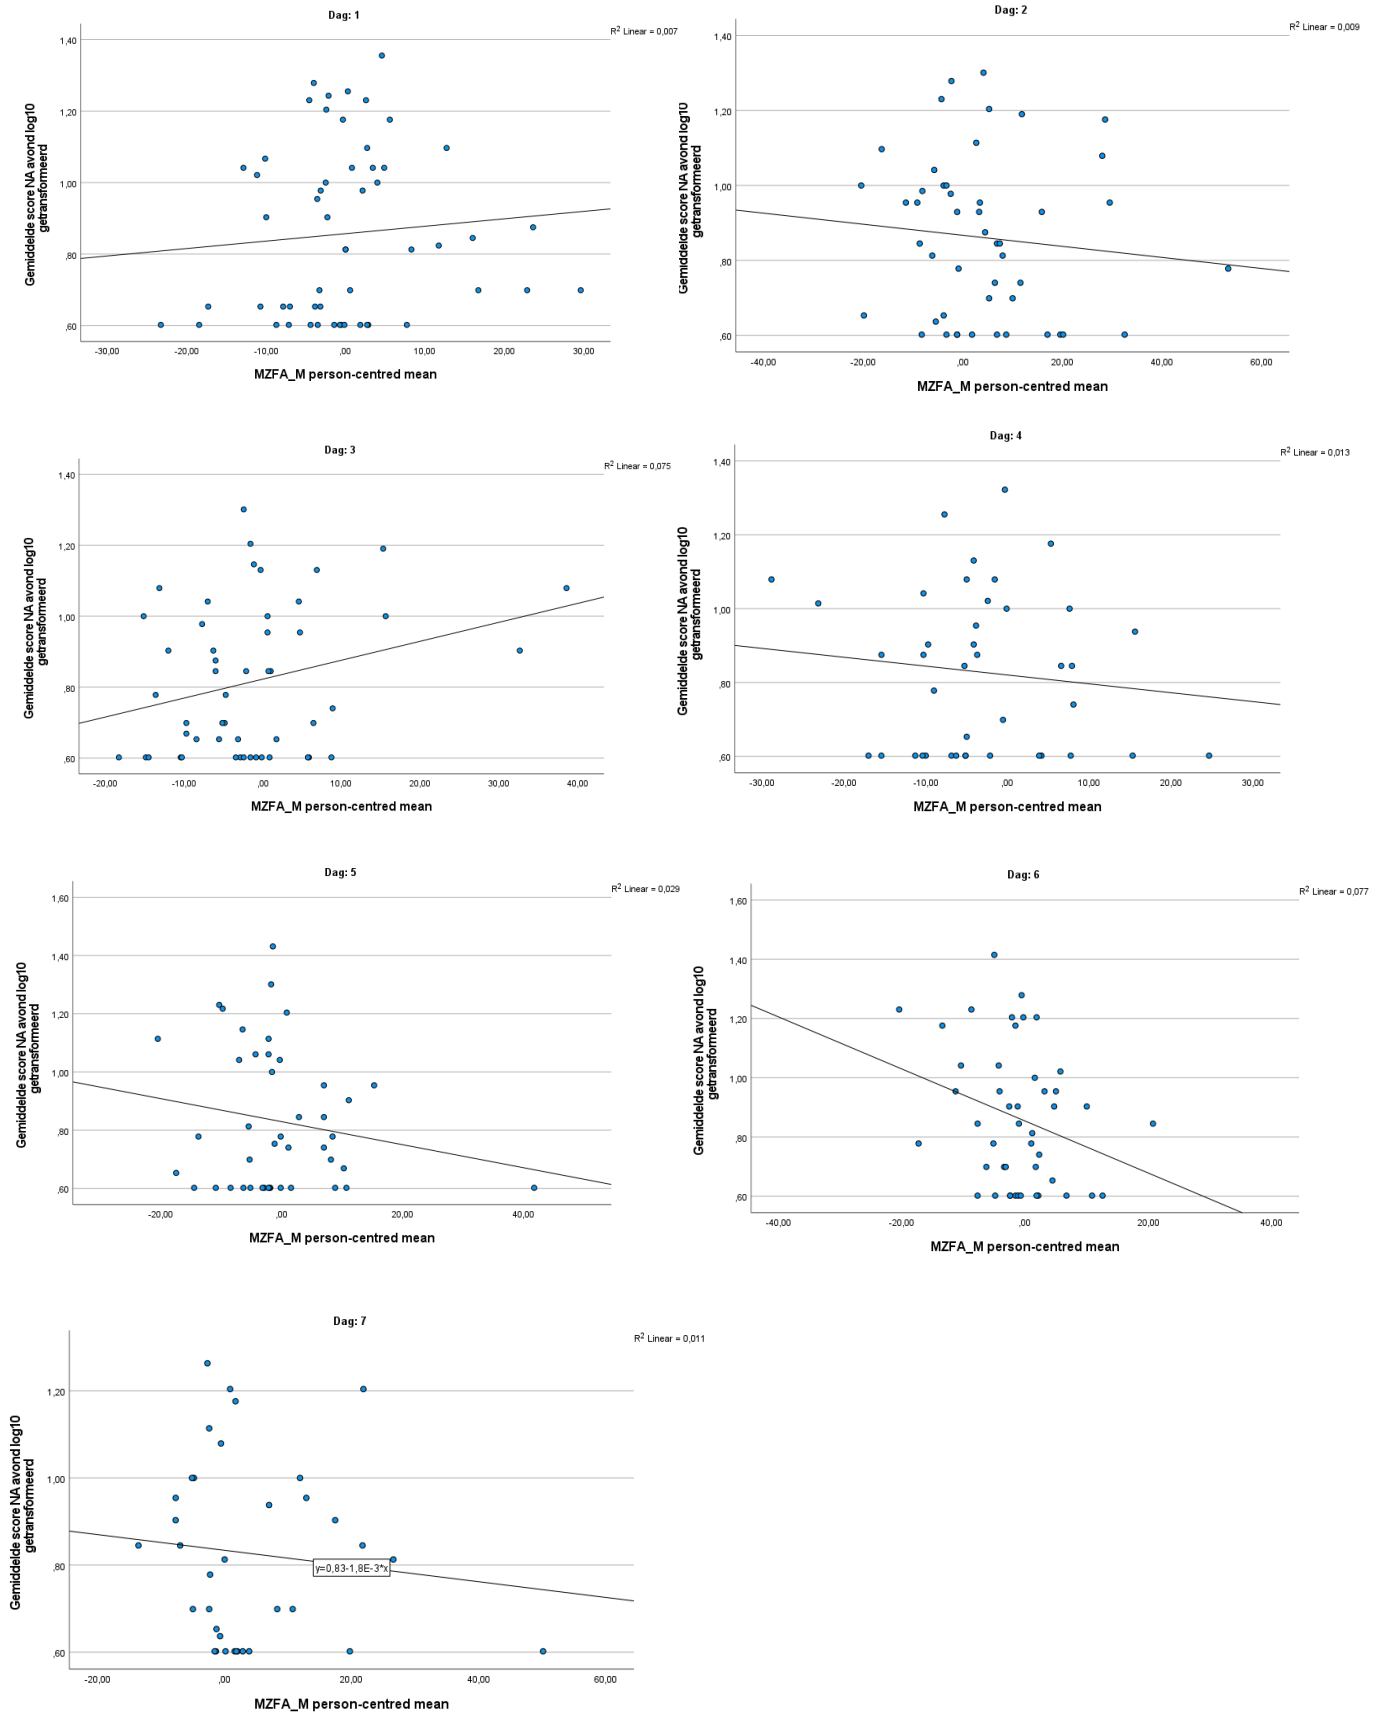 Dag: 1
R2 Linear = 0,007
Gemiddelde score NA avond log10
getransformeerd
1,40
1,20
1,00
,80
,60
-30,00 -20,00 -10,00 ,00 10,00 20,00 30,00
MZFA_M person-centred mean
Dag: 2
R2 Linear = 0,009
Gemiddelde score NA avond log10
getransformeerd
1,40
1,20
1,00
,80
,60
-40,00 -20,00 ,00 20,00 40,00 60,00
MZFA_M person-centred mean
Dag: 3
R2 Linear = 0,075
Gemiddelde score NA avond log10
getransformeerd
1,40
1,20
1,00
,80
,60
-20,00 -10,00 ,00 10,00 20,00 30,00 40,00
MZFA_M person-centred mean
Dag: 4
R2 Linear = 0,013
Gemiddelde score NA avond log10
getransformeerd
1,40
1,20
1,00
,80
,60
-30,00 -20,00 -10,00 ,00 10,00 20,00 30,00
MZFA_M person-centred mean
Dag: 5
R2 Linear = 0,029
Gemiddelde score NA avond log10
getransformeerd
1,60
1,40
1,20
1,00
,80
,60
-20,00 ,00 20,00 40,00
MZFA_M person-centred mean
Dag: 6
R2 Linear = 0,077
Gemiddelde score NA avond log10
getransformeerd
1,60
1,40
1,20
1,00
,80
,60
-40,00 -20,00 ,00 20,00 40,00
MZFA_M person-centred mean
Dag: 7
R2 Linear = 0,011
Gemiddelde score NA avond log10
getransformeerd
1,20
1,00
,80
,60
y=0,83-1,8E-3*x
-20,00 ,00 20,00 40,00 60,00
MZFA_M person-centred mean